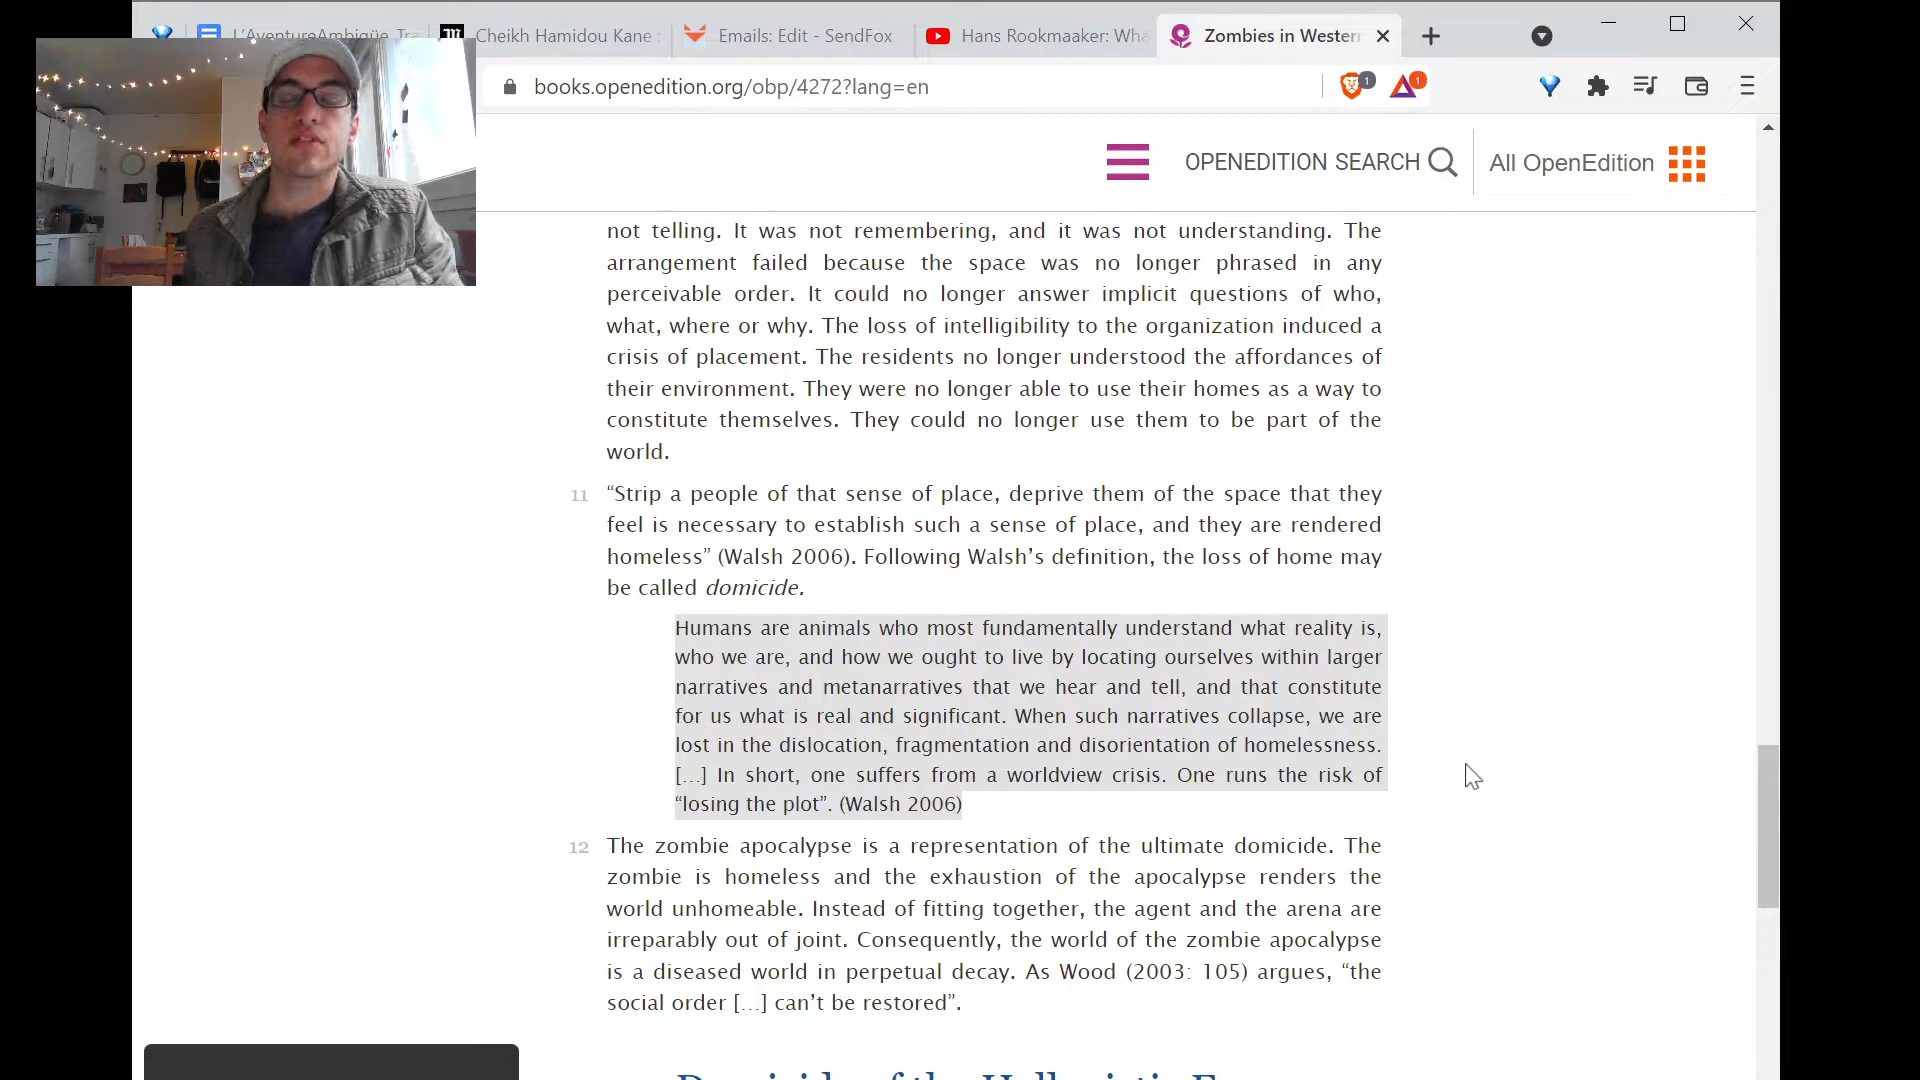 L'AventureAmbigüe Tra
Cheikh Hamidou Kane :
Emails: Edit - SendFox
Hans Rookmaaker: Wha
Zombies in Western
books.openedition.org/obp/4272?lang=en
1
1
OPENEDITION SEARCH
All OpenEdition
not telling. It was not remembering, and it was not understanding. The
arrangement failed because the space was no longer phrased in any
perceivable order. It could no longer answer implicit questions of who,
what, where or why. The loss of intelligibility to the organization induced a
crisis of placement. The residents no longer understood the affordances of
their environment. They were no longer able to use their homes as a way to
constitute themselves. They could no longer use them to be part of the
world.
11 “Strip a people of that sense of place, deprive them of the space that they
feel is necessary to establish such a sense of place, and they are rendered
homeless” (Walsh 2006). Following Walsh’s definition, the loss of home may
be called domicide.
Humans are animals who most fundamentally understand what reality is,
who we are, and how we ought to live by locating ourselves within larger
narratives and metanarratives that we hear and tell, and that constitute
for us what is real and significant. When such narratives collapse, we are
lost in the dislocation, fragmentation and disorientation of homelessness.
[…] In short, one suffers from a worldview crisis. One runs the risk of
“losing the plot”. (Walsh 2006)
12 The zombie apocalypse is a representation of the ultimate domicide. The
zombie is homeless and the exhaustion of the apocalypse renders the
world unhomeable. Instead of fitting together, the agent and the arena are
irreparably out of joint. Consequently, the world of the zombie apocalypse
is a diseased world in perpetual decay. As Wood (2003: 105) argues, “the
social order […] can’t be restored”.